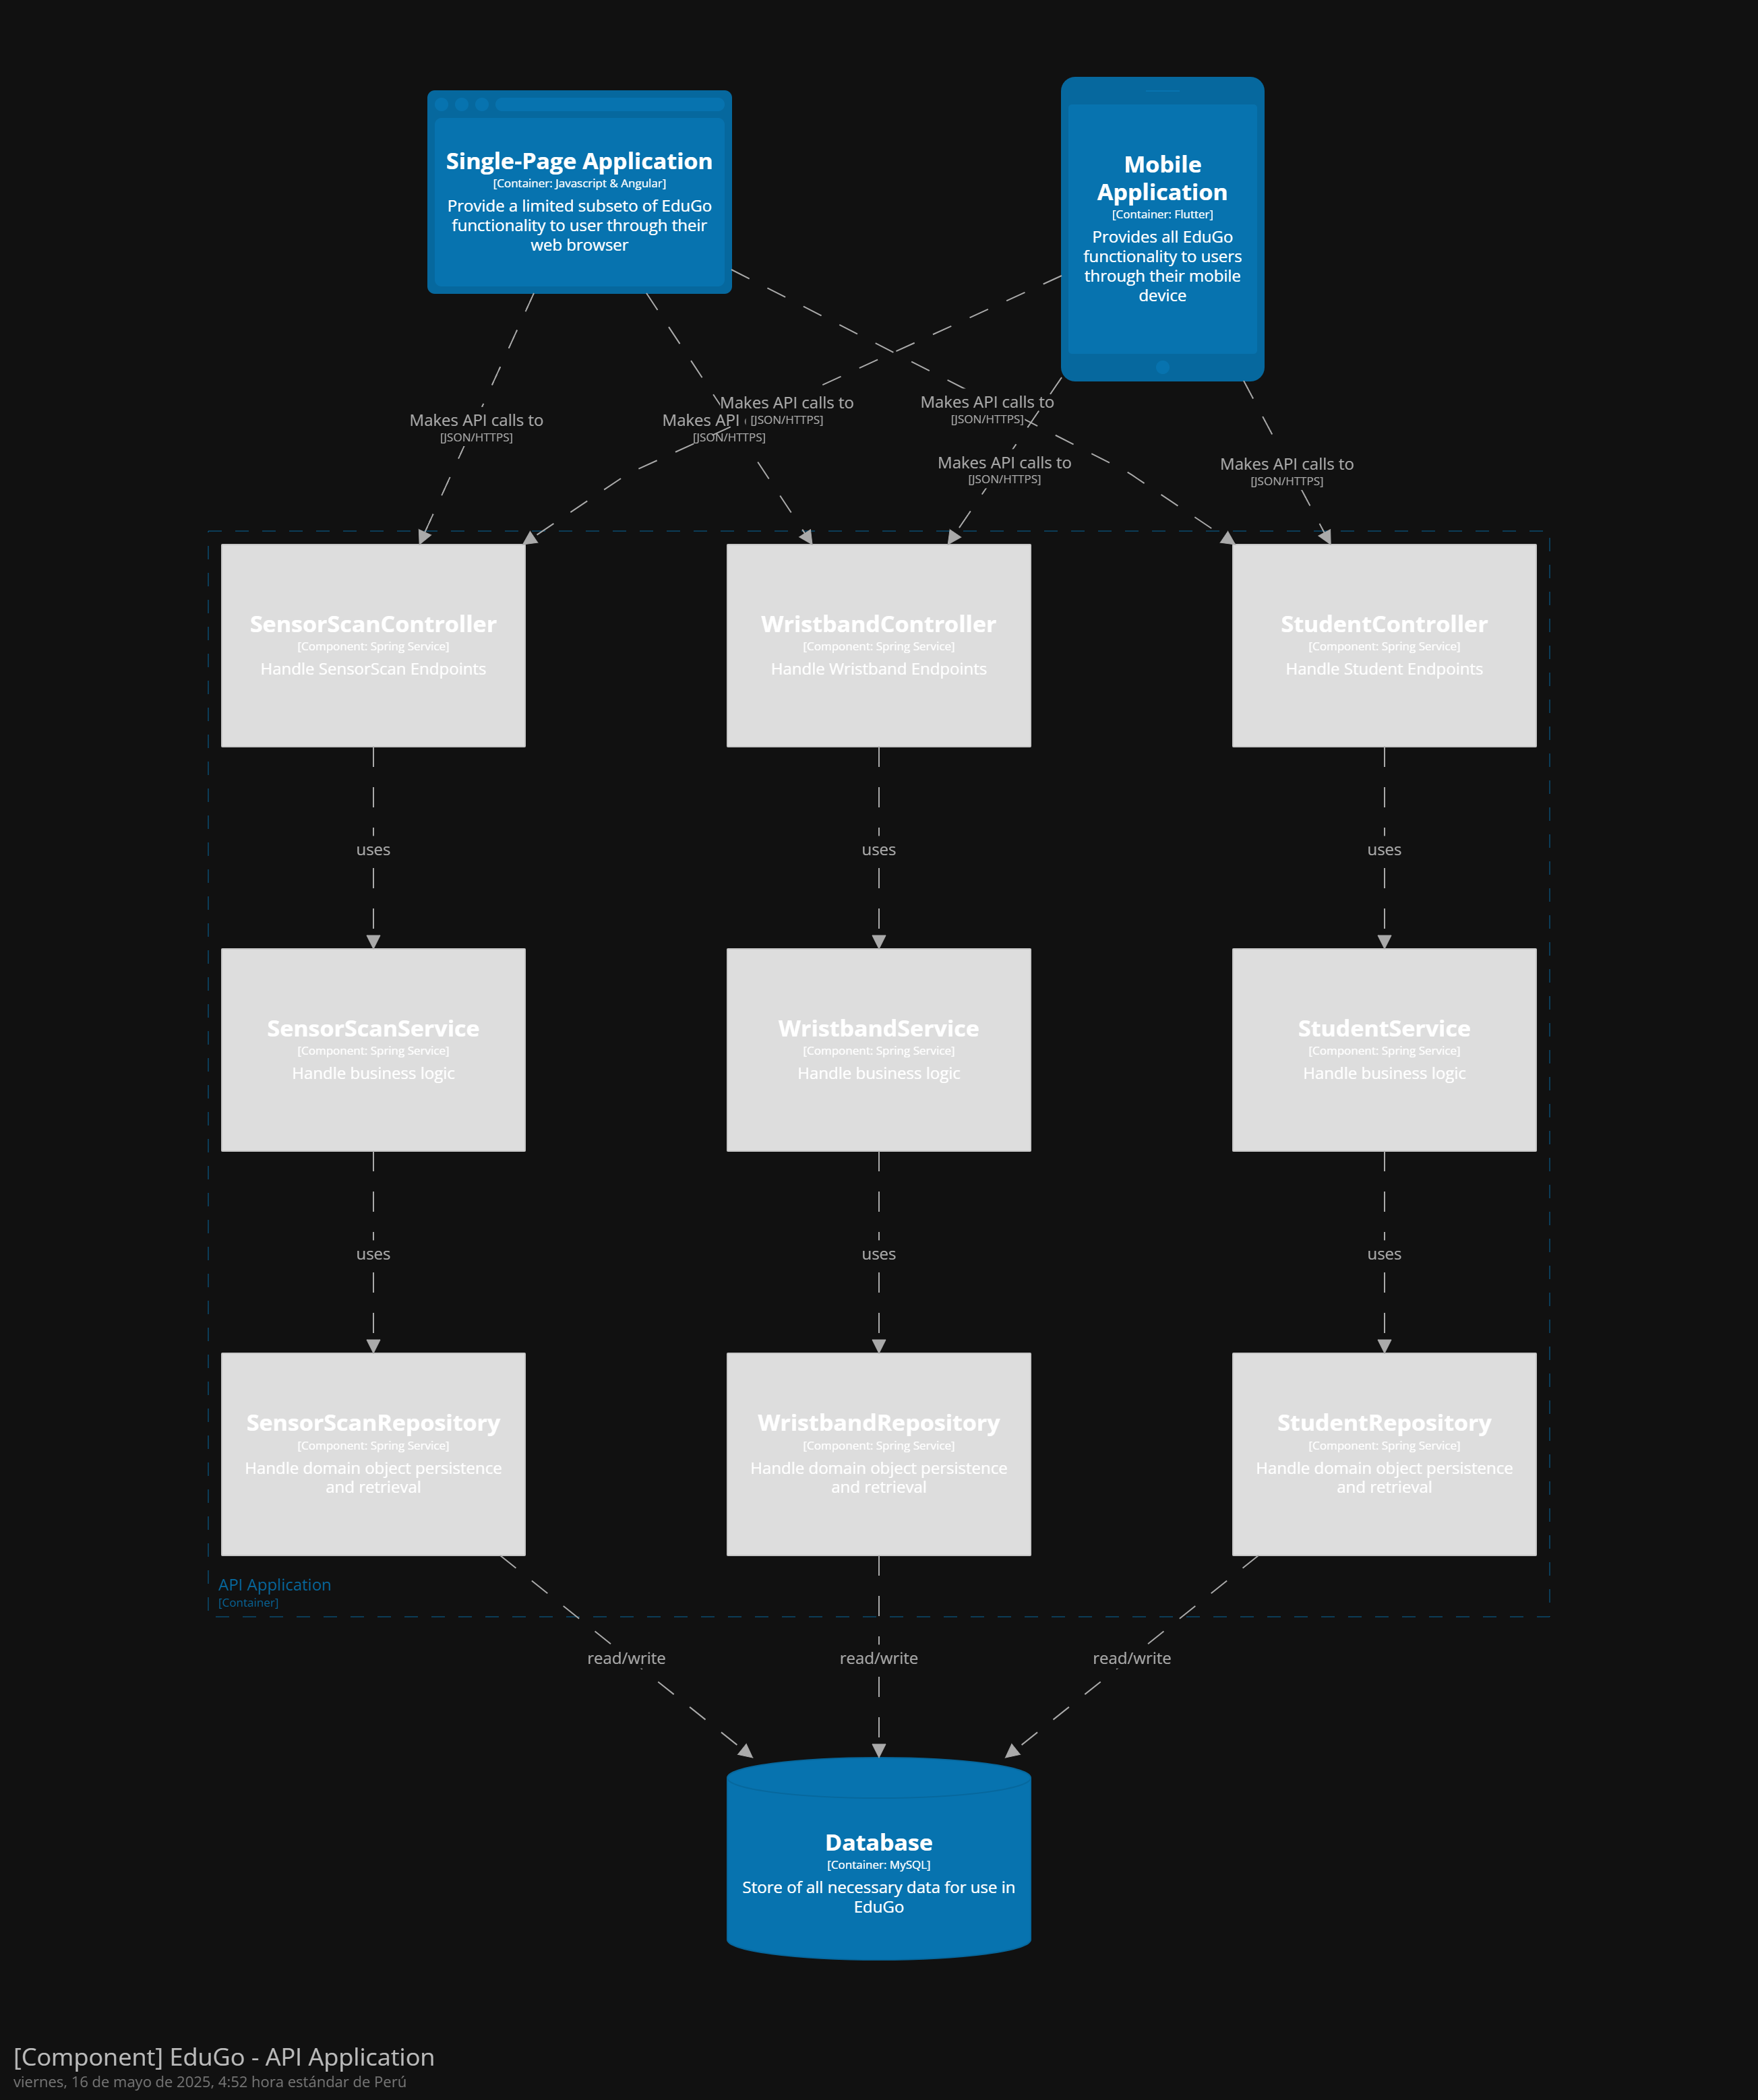 Single-Page Application
[Container: Javascript & Angular]
Provide a limited subseto of EduGo
functionality to user through their
web browser
Mobile
Application
[Container: Flutter]
Provides all EduGo
functionality to users
through their mobile
device
Makes API calls to
[JSON/HTTPS]
Makes API
[JSON/HTTPS]
Makes API calls to
[JSON/HTTPS]
Makes API calls to
[JSON/HTTPS]
Makes API calls to
[JSON/HTTPS]
Makes API calls to
[JSON/HTTPS]
SensorScanController
[Component: Spring Service]
Handle SensorScan Endpoints
WristbandController
[Component: Spring Service]
Handle Wristband Endpoints
StudentController
[Component: Spring Service]
Handle Student Endpoints
uses
uses
uses
SensorScanService
[Component: Spring Service]
Handle business logic
WristbandService
[Component: Spring Service]
Handle business logic
StudentService
[Component: Spring Service]
Handle business logic
uses
uses
uses
SensorScanRepository
[Component: Spring Service]
Handle domain object persistence
and retrieval
WristbandRepository
[Component: Spring Service]
Handle domain object persistence
and retrieval
StudentRepository
[Component: Spring Service]
Handle domain object persistence
and retrieval
API Application
[Container]
read/write
read/write
read/write
Database
[Container: MySQL]
Store of all necessary data for use in
EduGo
[Component] EduGo - API Application
viernes, 16 de mayo de 2025, 4:52 hora estándar de Perú